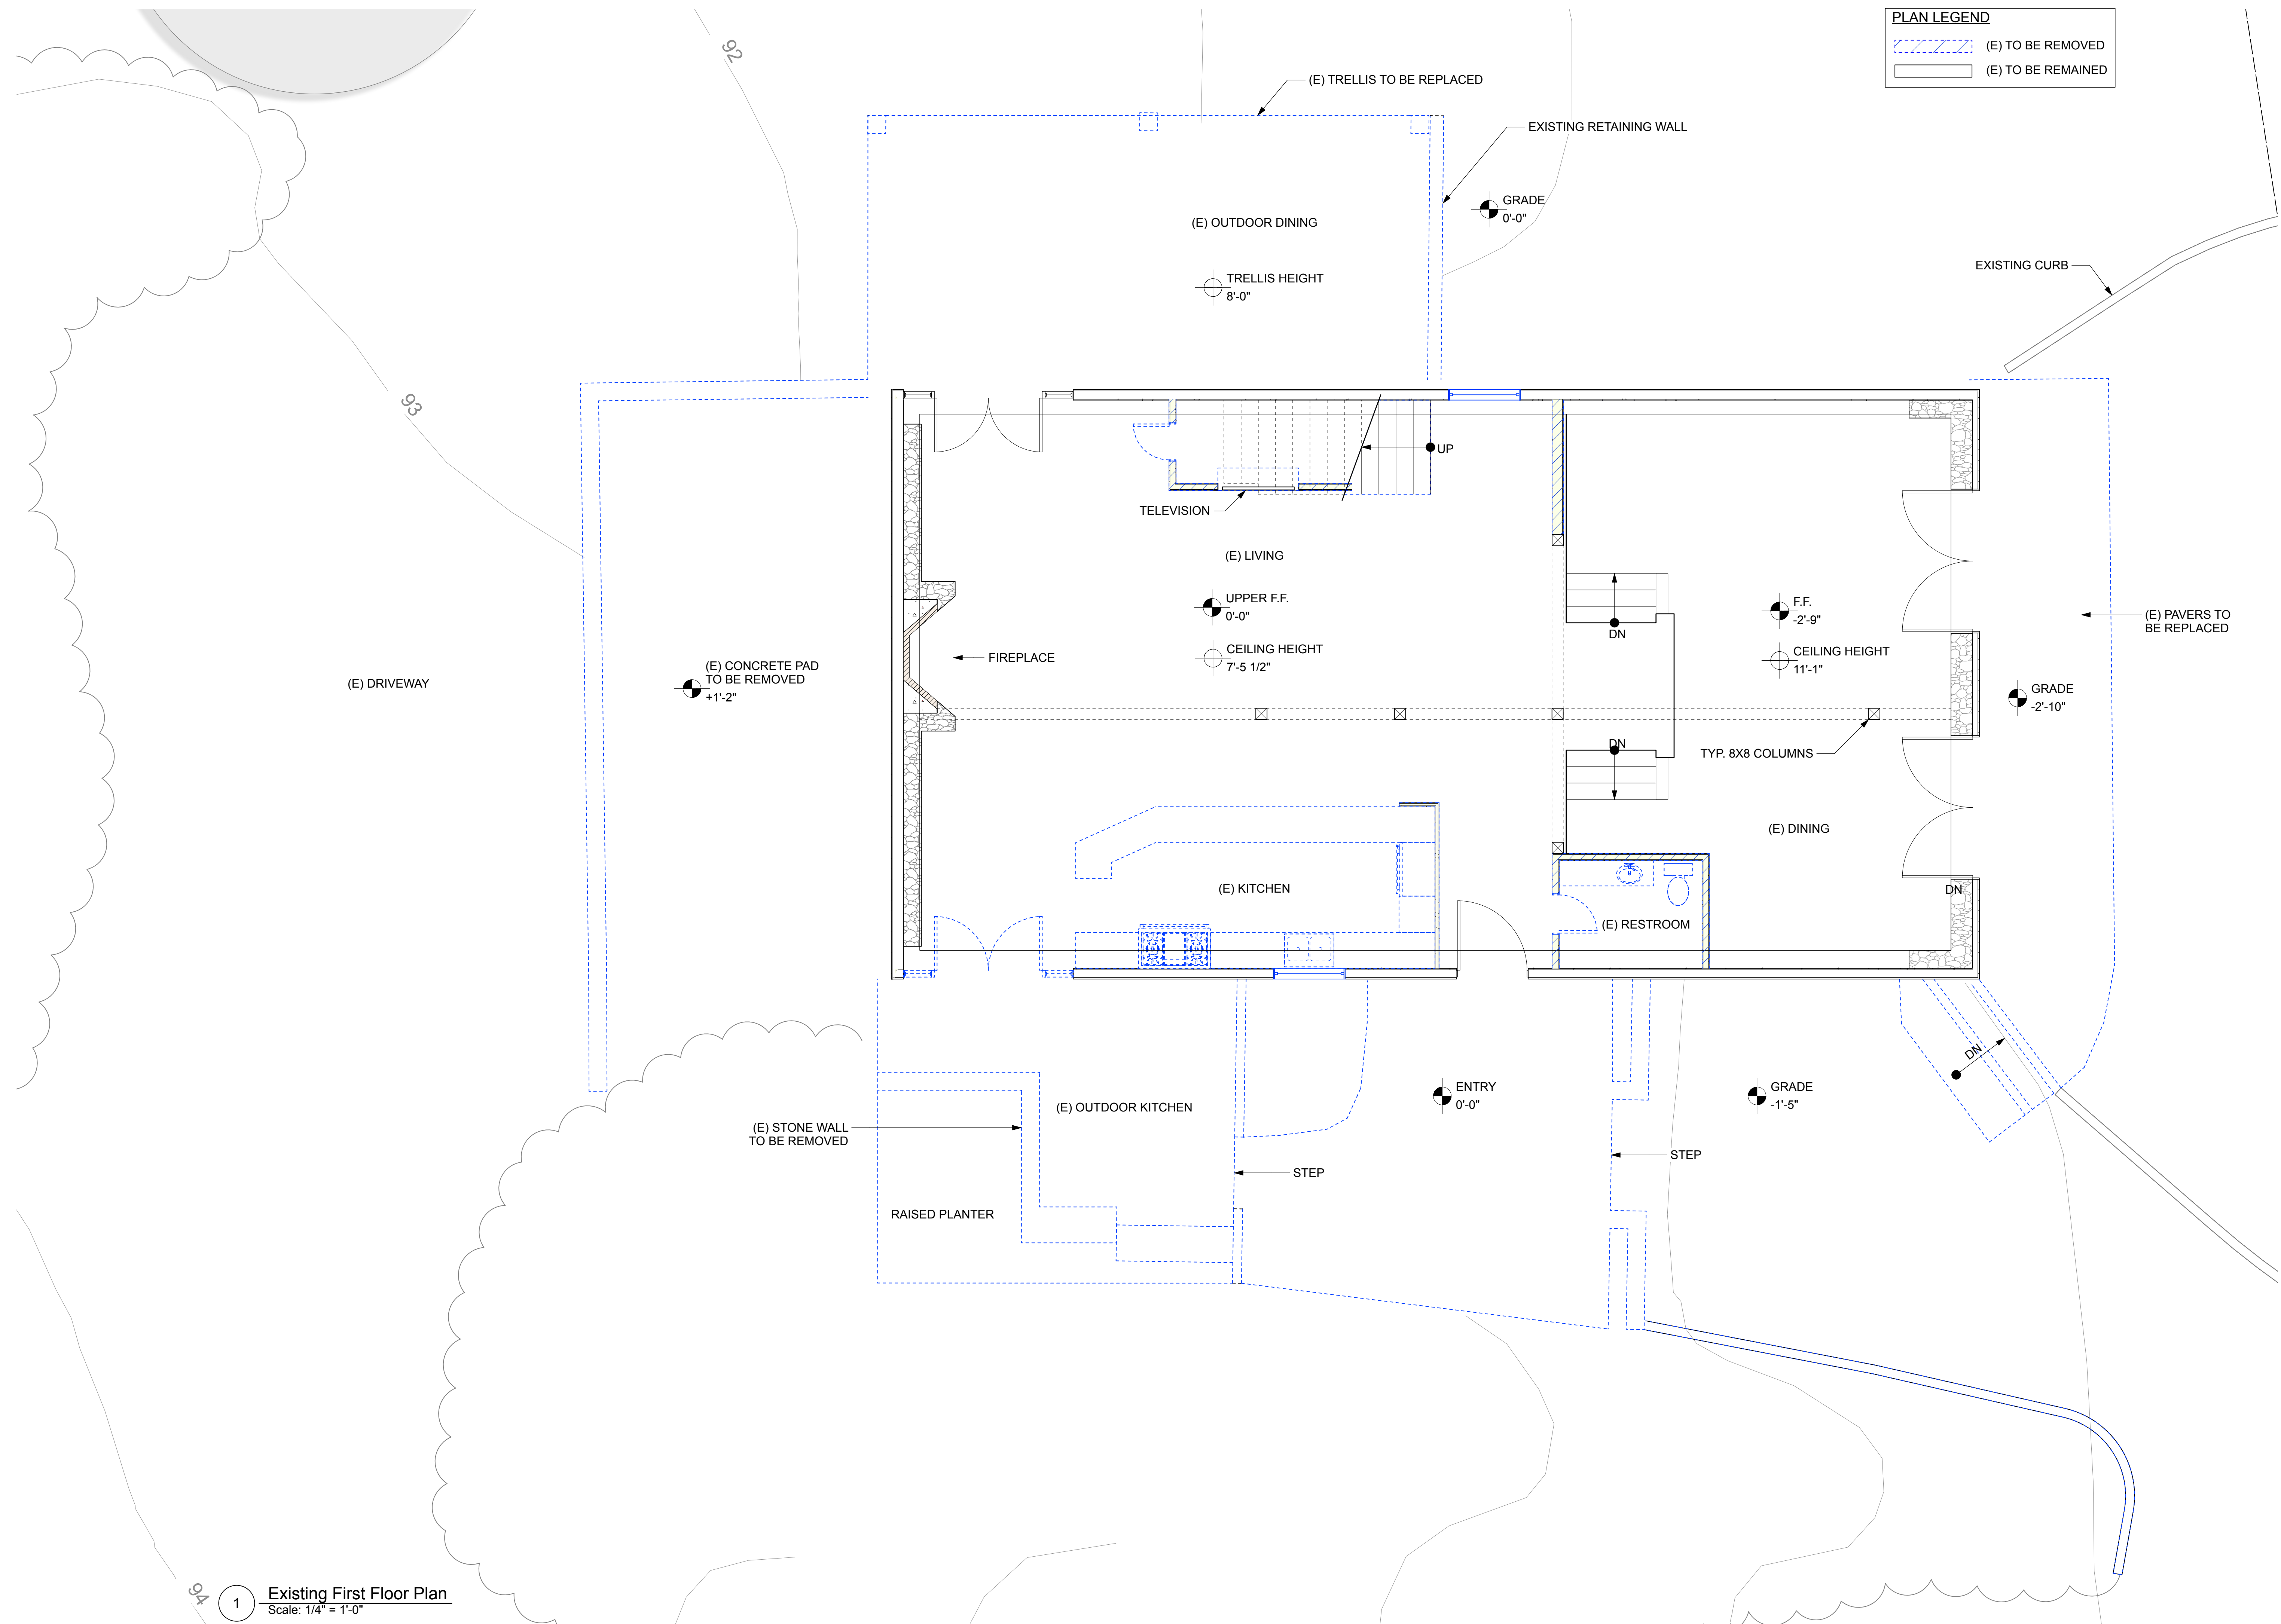 PLAN LEGEND
(E) TO BE REMOVED
(E) TO BE REMAINED
92
(E) TRELLIS TO BE REPLACED
EXISTING RETAINING WALL
GRADE
0'-0"
(E) OUTDOOR DINING
TRELLIS HEIGHT
8'-0"
EXISTING CURB
93
UP
TELEVISION
(E) LIVING
UPPER F.F.
0'-0"
CEILING HEIGHT
7'-5 1/2"
FIREPLACE
DN
F.F.
-2'-9"
CEILING HEIGHT
11'-1"
(E) PAVERS TO
BE REPLACED
(E) DRIVEWAY
(E) CONCRETE PAD
TO BE REMOVED
+1'-2"
GRADE
-2'-10"
DN
TYP. 8X8 COLUMNS
(E) DINING
(E) KITCHEN
DN
(E) RESTROOM
DN
ENTRY
0'-0"
GRADE
-1'-5"
(E) OUTDOOR KITCHEN
(E) STONE WALL
TO BE REMOVED
STEP
STEP
RAISED PLANTER
94
1
Existing First Floor Plan
Scale: 1/4" = 1'-0"